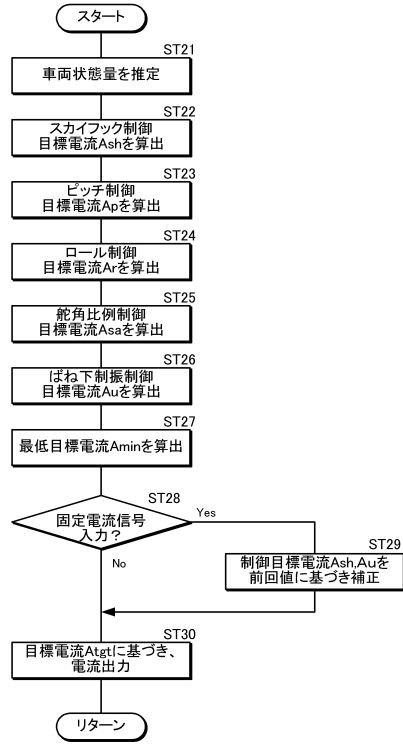 スタート
ST21
車両状態量を推定
ST22
スカイフック制御
目標電流Ashを算出
ST23
ピッチ制御
目標電流Apを算出
ST24
ロール制御
目標電流Arを算出
ST25
舵角比例制御
目標電流Asaを算出
ST26
ばね下制振制御
目標電流Auを算出
ST27
最低目標電流Aminを算出
ST28
固定電流信号
入力？
Yes
No
ST29
制御目標電流Ash,Auを
前回値に基づき補正
ST30
目標電流Atgtに基づき、
電流出力
リターン